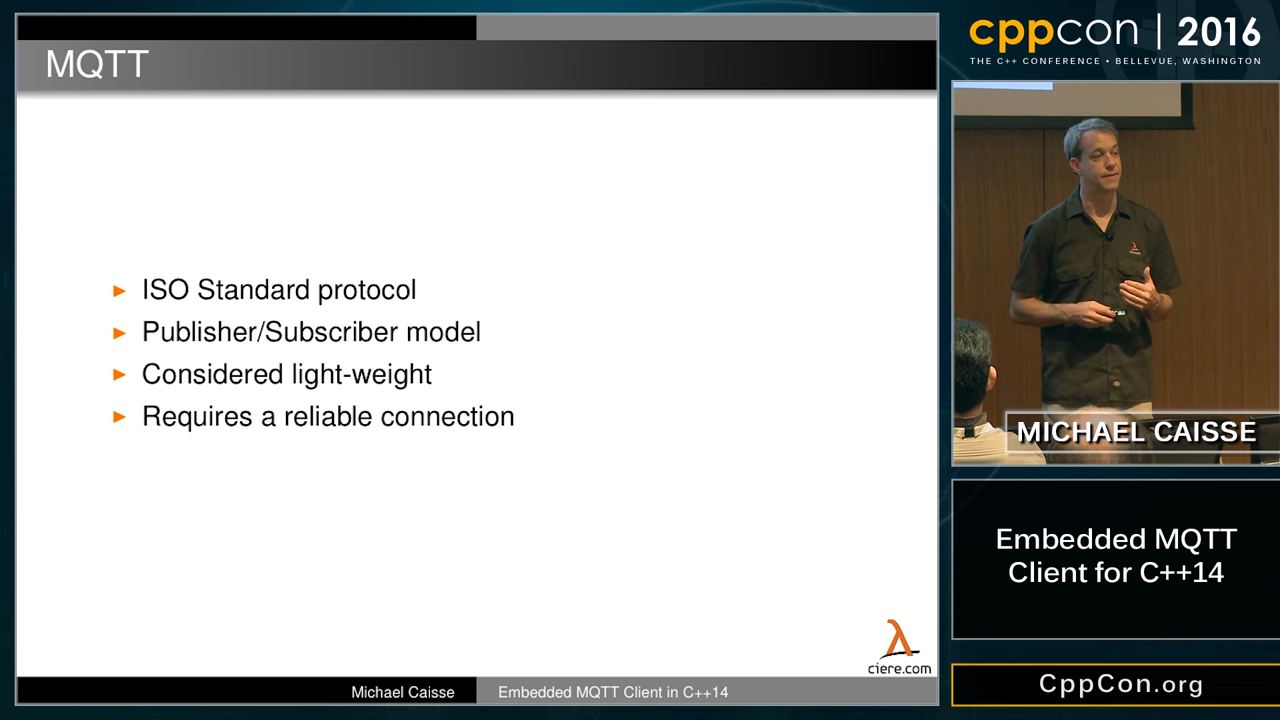 MQTT
► ISO Standard protocol
► Publisher/Subscriber model
► Considered light-weight
► Requires a reliable connection
λ
ciere.com
Michael Caisse
Embedded MQTT Client in C++14
cppcon | 2016
THE C++ CONFERENCE • BELLEVUE, WASHINGTON
MICHAEL CAISSE
Embedded MQTT
Client for C++14
CppCon.org